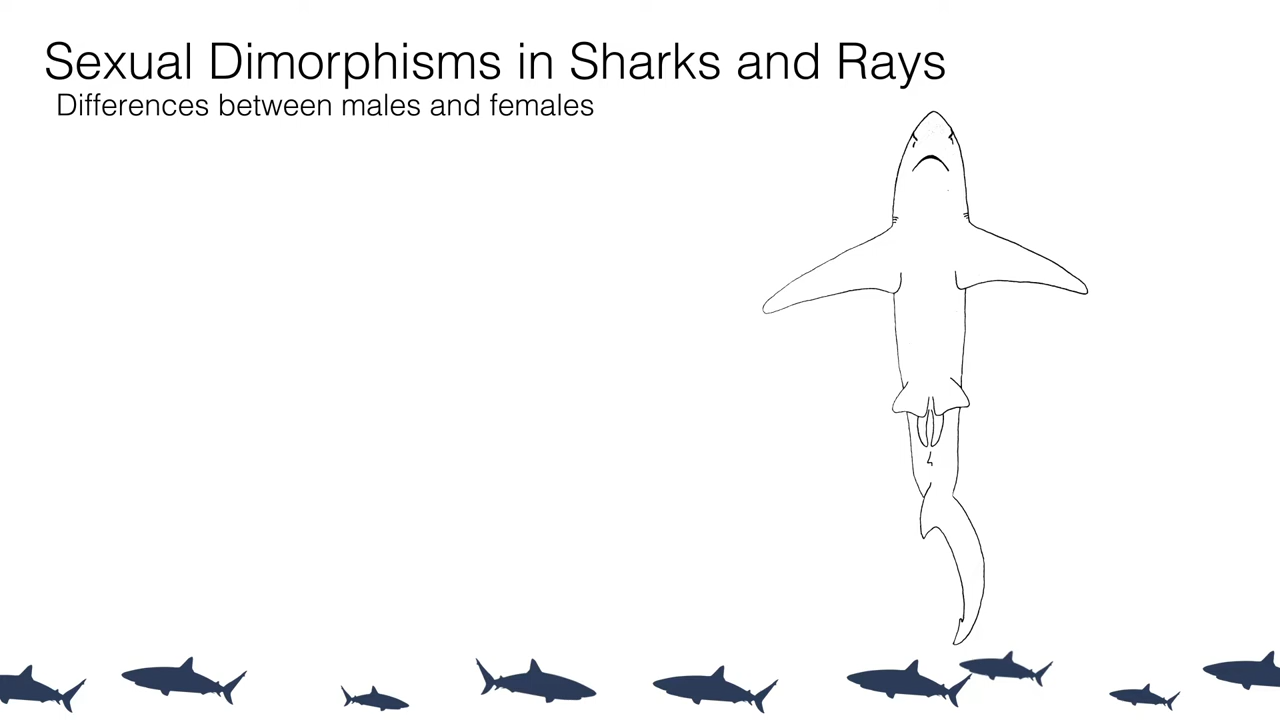 Sexual Dimorphisms in Sharks and Rays
Differences between males and females